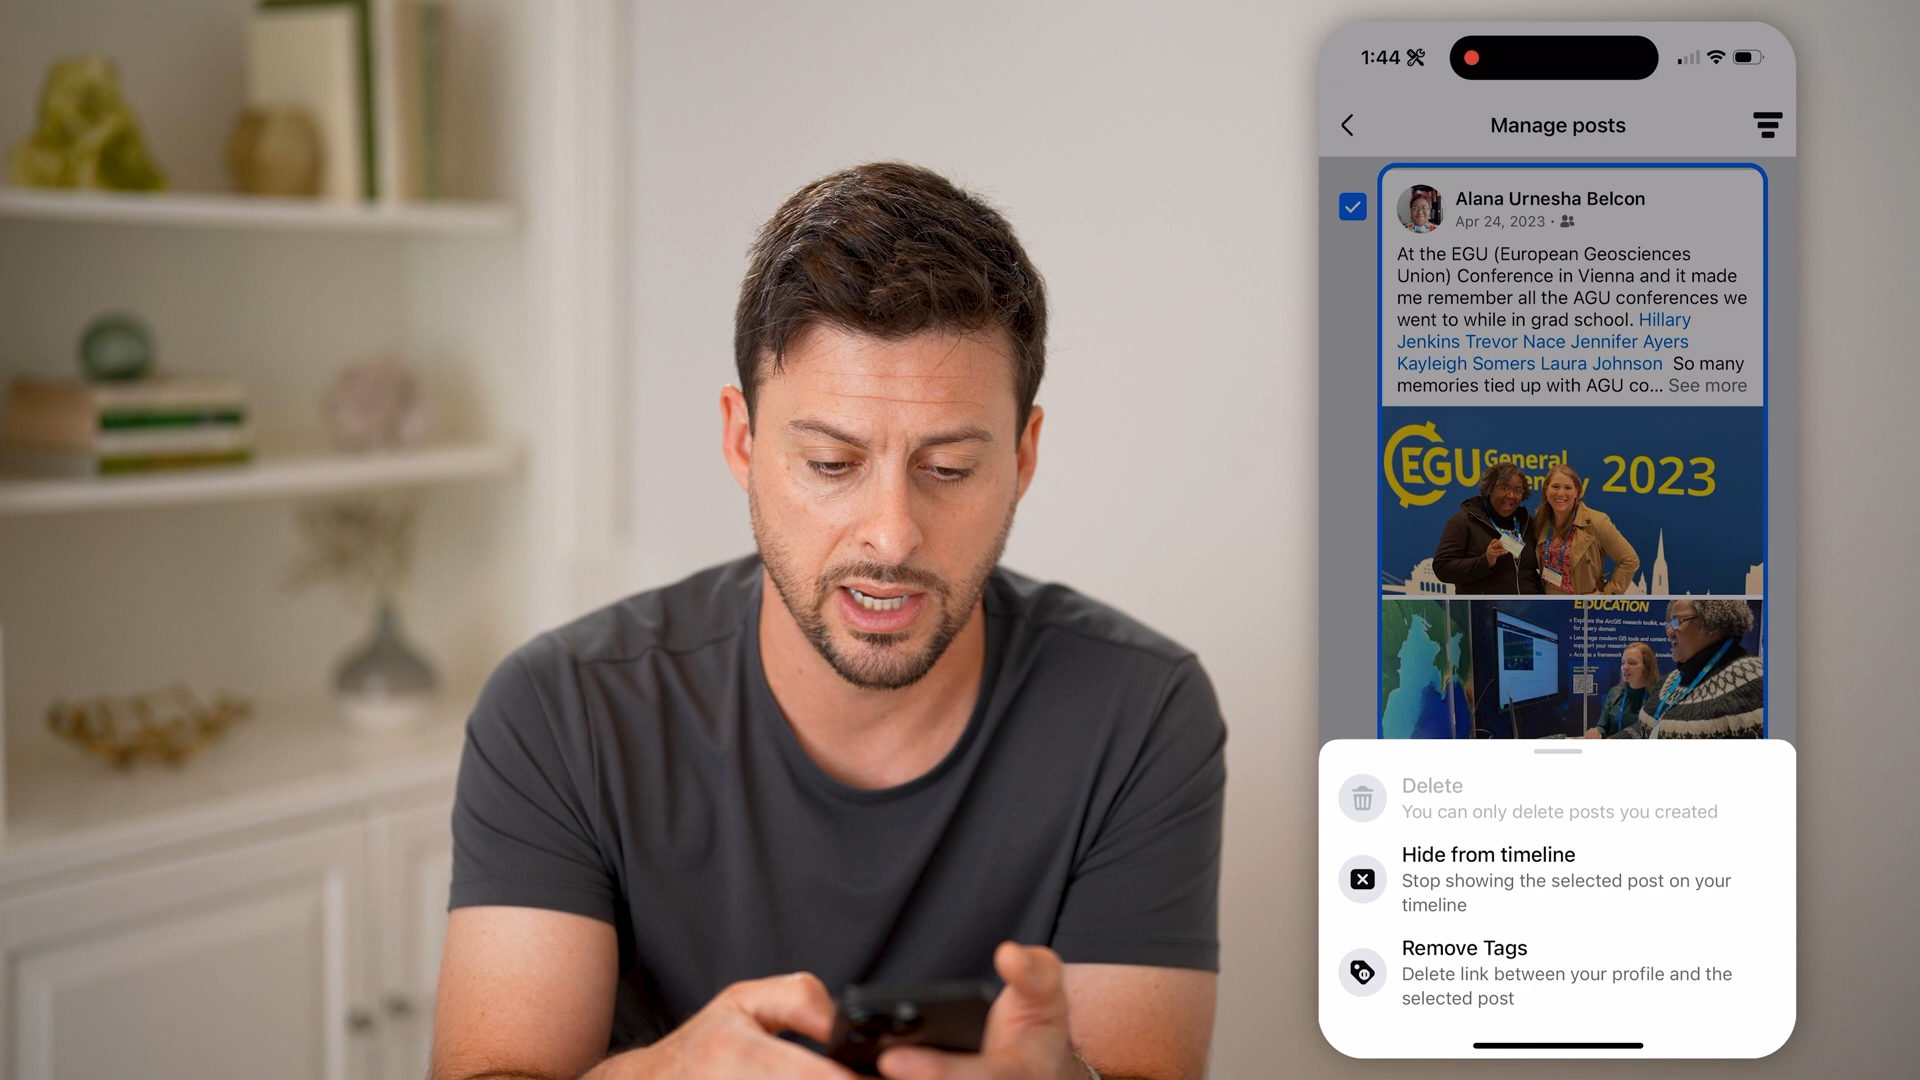 1:44
Manage posts
Alana Urnesha Belcon
Apr 24, 2023 ·
At the EGU (European Geosciences
Union) Conference in Vienna and it made
me remember all the AGU conferences we
went to while in grad school. Hillary
Jenkins Trevor Nace Jennifer Ayers
Kayleigh Somers Laura Johnson So many
memories tied up with AGU co... See more
EGU General 2023
EDUCATION
Delete
You can only delete posts you created
Hide from timeline
Stop showing the selected post on your
timeline
Remove Tags
Delete link between your profile and the
selected post